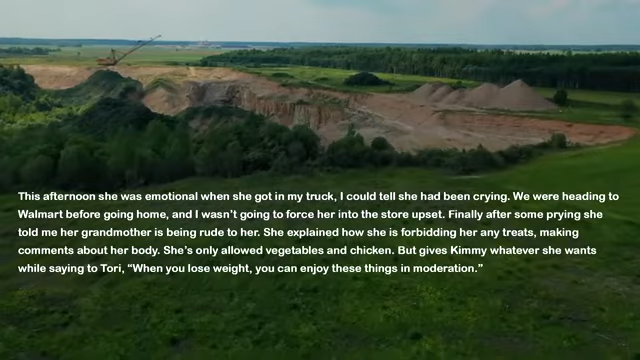 This afternoon she was emotional when she got in my truck, I could tell she had been crying. We were heading to
Walmart before going home, and I wasn't going to force her into the store upset. Finally after some prying she
told me her grandmother is being rude to her. She explained how she is forbidding her any treats, making
comments about her body. She's only allowed vegetables and chicken. But gives Kimmy whatever she wants
while saying to Tori, “When you lose weight, you can enjoy these things in moderation.”